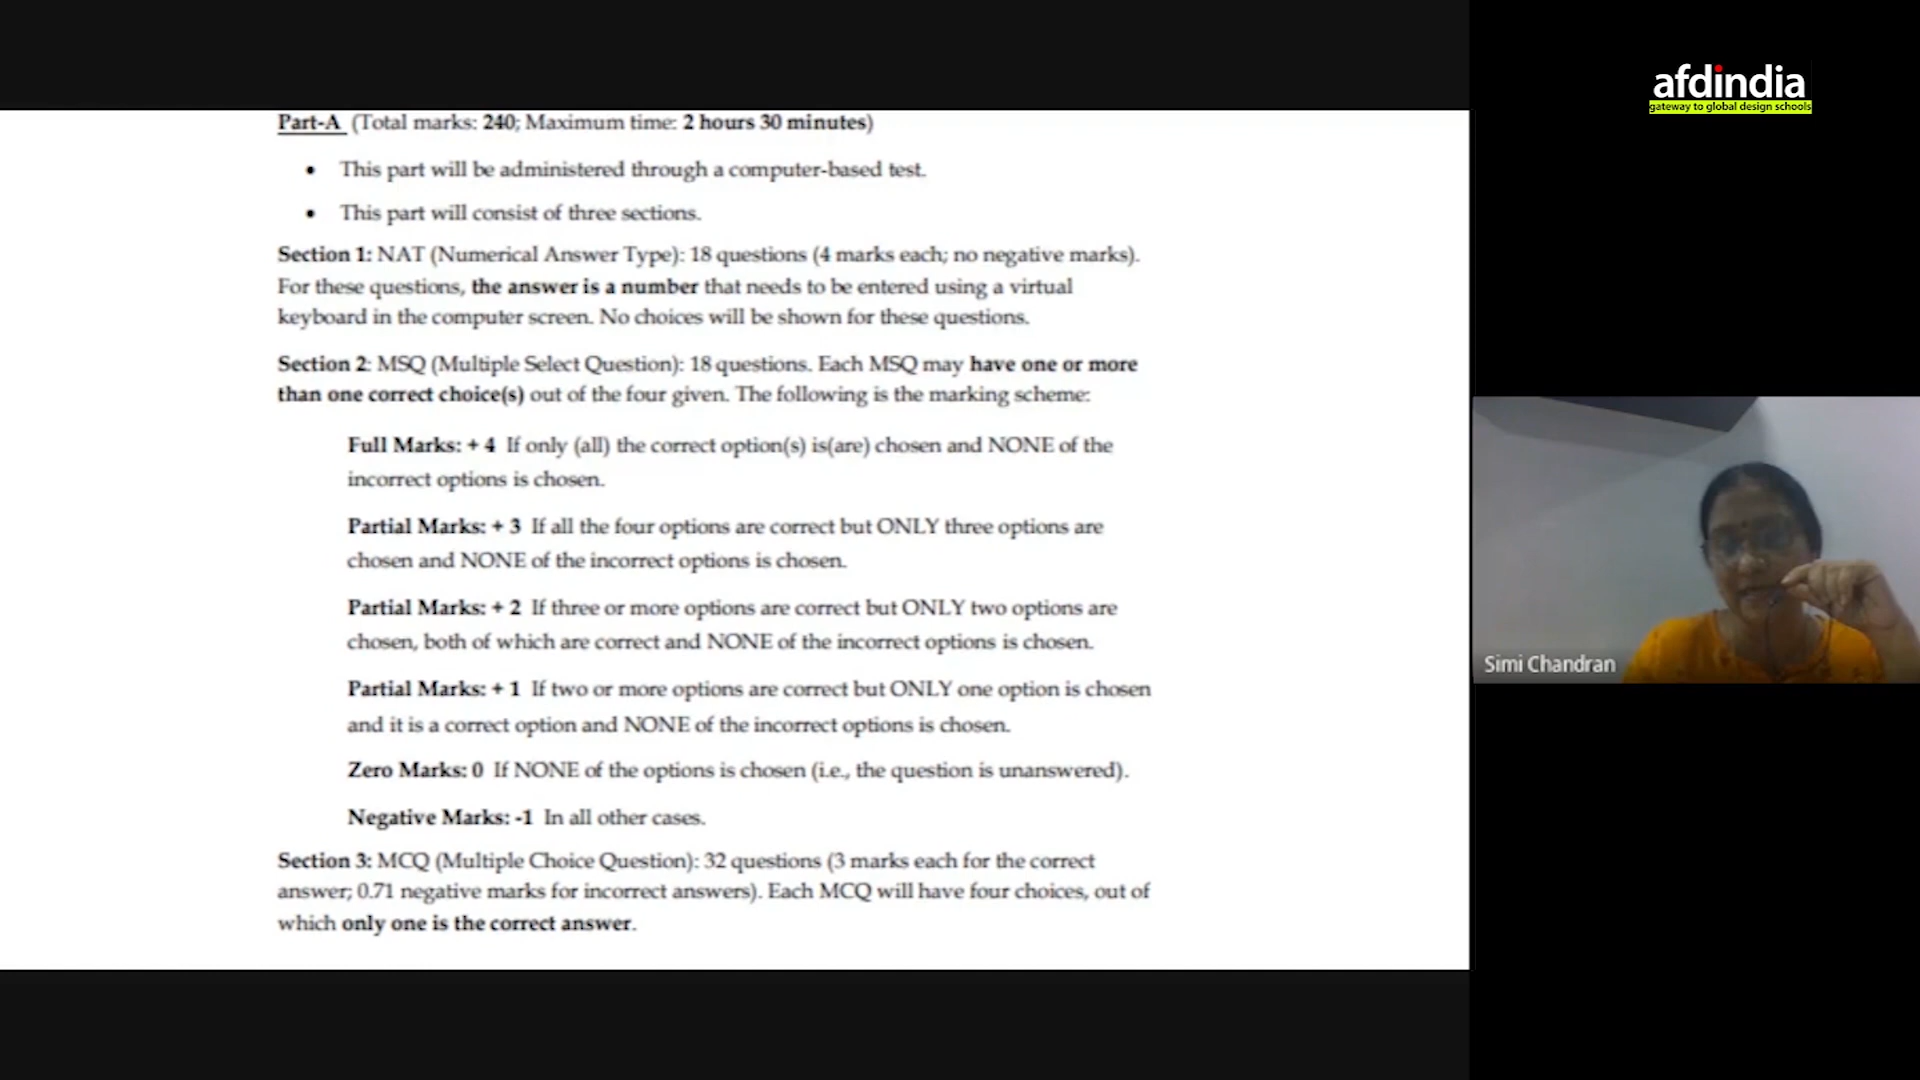 afdindia
gateway to global design schools
Part-A (Total marks: 240; Maximum time: 2 hours 30 minutes)
• This part will be administered through a computer-based test.
• This part will consist of three sections.
Section 1: NAT (Numerical Answer Type): 18 questions (4 marks each; no negative marks).
For these questions, the answer is a number that needs to be entered using a virtual
keyboard in the computer screen. No choices will be shown for these questions.
Section 2: MSQ (Multiple Select Question): 18 questions. Each MSQ may have one or more
than one correct choice(s) out of the four given. The following is the marking scheme:
Full Marks: + 4 If only (all) the correct option(s) is(are) chosen and NONE of the
incorrect options is chosen.
Partial Marks: + 3 If all the four options are correct but ONLY three options are
chosen and NONE of the incorrect options is chosen.
Partial Marks: + 2 If three or more options are correct but ONLY two options are
chosen, both of which are correct and NONE of the incorrect options is chosen.
Partial Marks: + 1 If two or more options are correct but ONLY one option is chosen
and it is a correct option and NONE of the incorrect options is chosen.
Zero Marks: 0 If NONE of the options is chosen (i.e., the question is unanswered).
Negative Marks: -1 In all other cases.
Section 3: MCQ (Multiple Choice Question): 32 questions (3 marks each for the correct
answer; 0.71 negative marks for incorrect answers). Each MCQ will have four choices, out of
which only one is the correct answer.
Simi Chandran